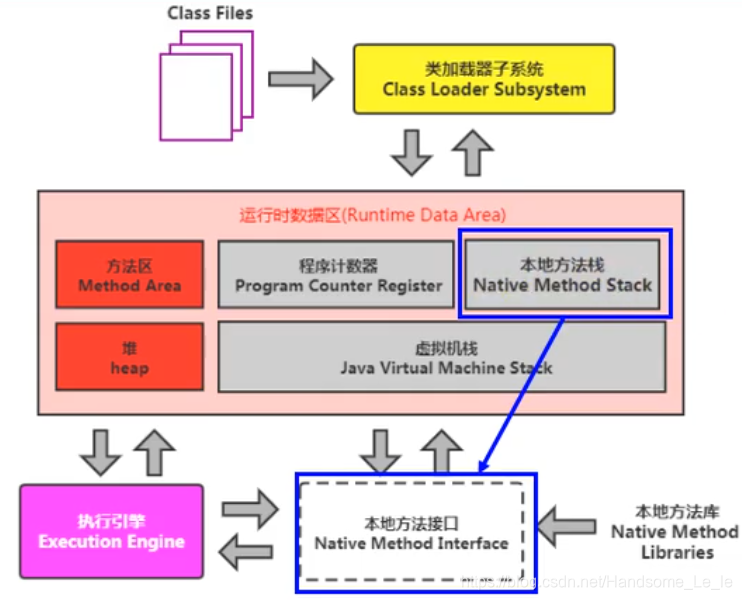 Class Files
类加载器子系统
Class Loader Subsystem
运行时数据区(Runtime Data Area)
方法区
Method Area
程序计数器
Program Counter Register
本地方法栈
Native Method Stack
堆
heap
虚拟机栈
Java Virtual Machine Stack
执行引擎
Execution Engine
本地方法接口
Native Method Interface
本地方法库
Native Method
Libraries
https://blog.csdn.net/Handsome_Le_le